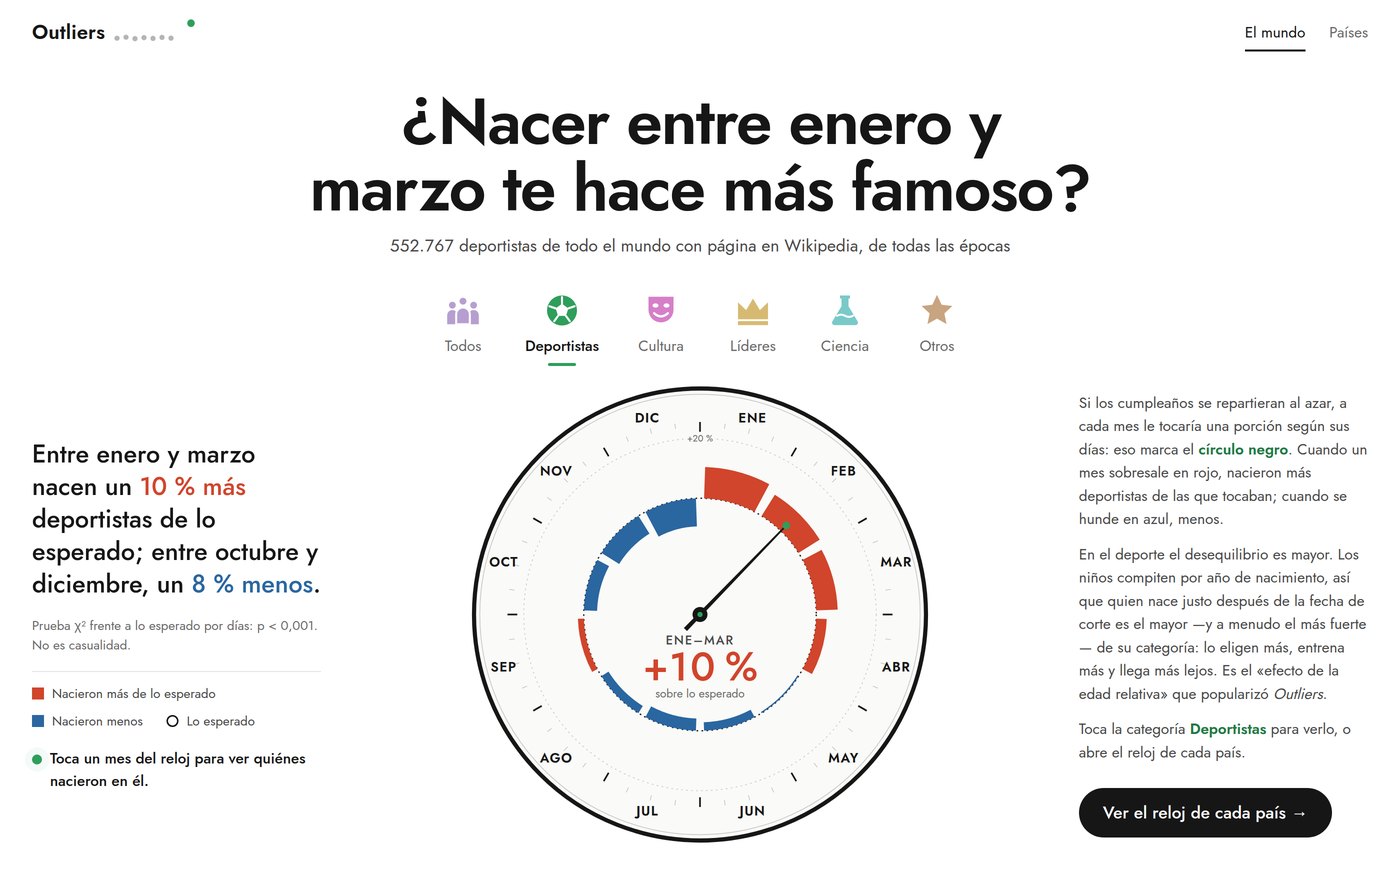 Outliers
El mundo
Países
¿Nacer entre enero y
marzo te hace más famoso?
552.767 deportistas de todo el mundo con página en Wikipedia, de todas las épocas
Todos
Deportistas
Cultura
Líderes
Ciencia
Otros
Entre enero y marzo
nacen un 10 % más
deportistas de lo
esperado; entre octubre y
diciembre, un 8 % menos.
Prueba χ² frente a lo esperado por días: p < 0,001.
No es casualidad.
Nacieron más de lo esperado
Nacieron menos
Lo esperado
Toca un mes del reloj para ver quiénes
nacieron en él.
DIC
ENE
+20 %
NOV
FEB
OCT
MAR
SEP
ABR
AGO
MAY
JUL
JUN
ENE–MAR
+10 %
sobre lo esperado
Si los cumpleaños se repartieran al azar, a
cada mes le tocaría una porción según sus
días: eso marca el círculo negro. Cuando un
mes sobresale en rojo, nacieron más
deportistas de las que tocaban; cuando se
hunde en azul, menos.
En el deporte el desequilibrio es mayor. Los
niños compiten por año de nacimiento, así
que quien nace justo después de la fecha de
corte es el mayor —y a menudo el más fuerte
— de su categoría: lo eligen más, entrena
más y llega más lejos. Es el «efecto de la
edad relativa» que popularizó Outliers.
Toca la categoría Deportistas para verlo, o
abre el reloj de cada país.
Ver el reloj de cada país →